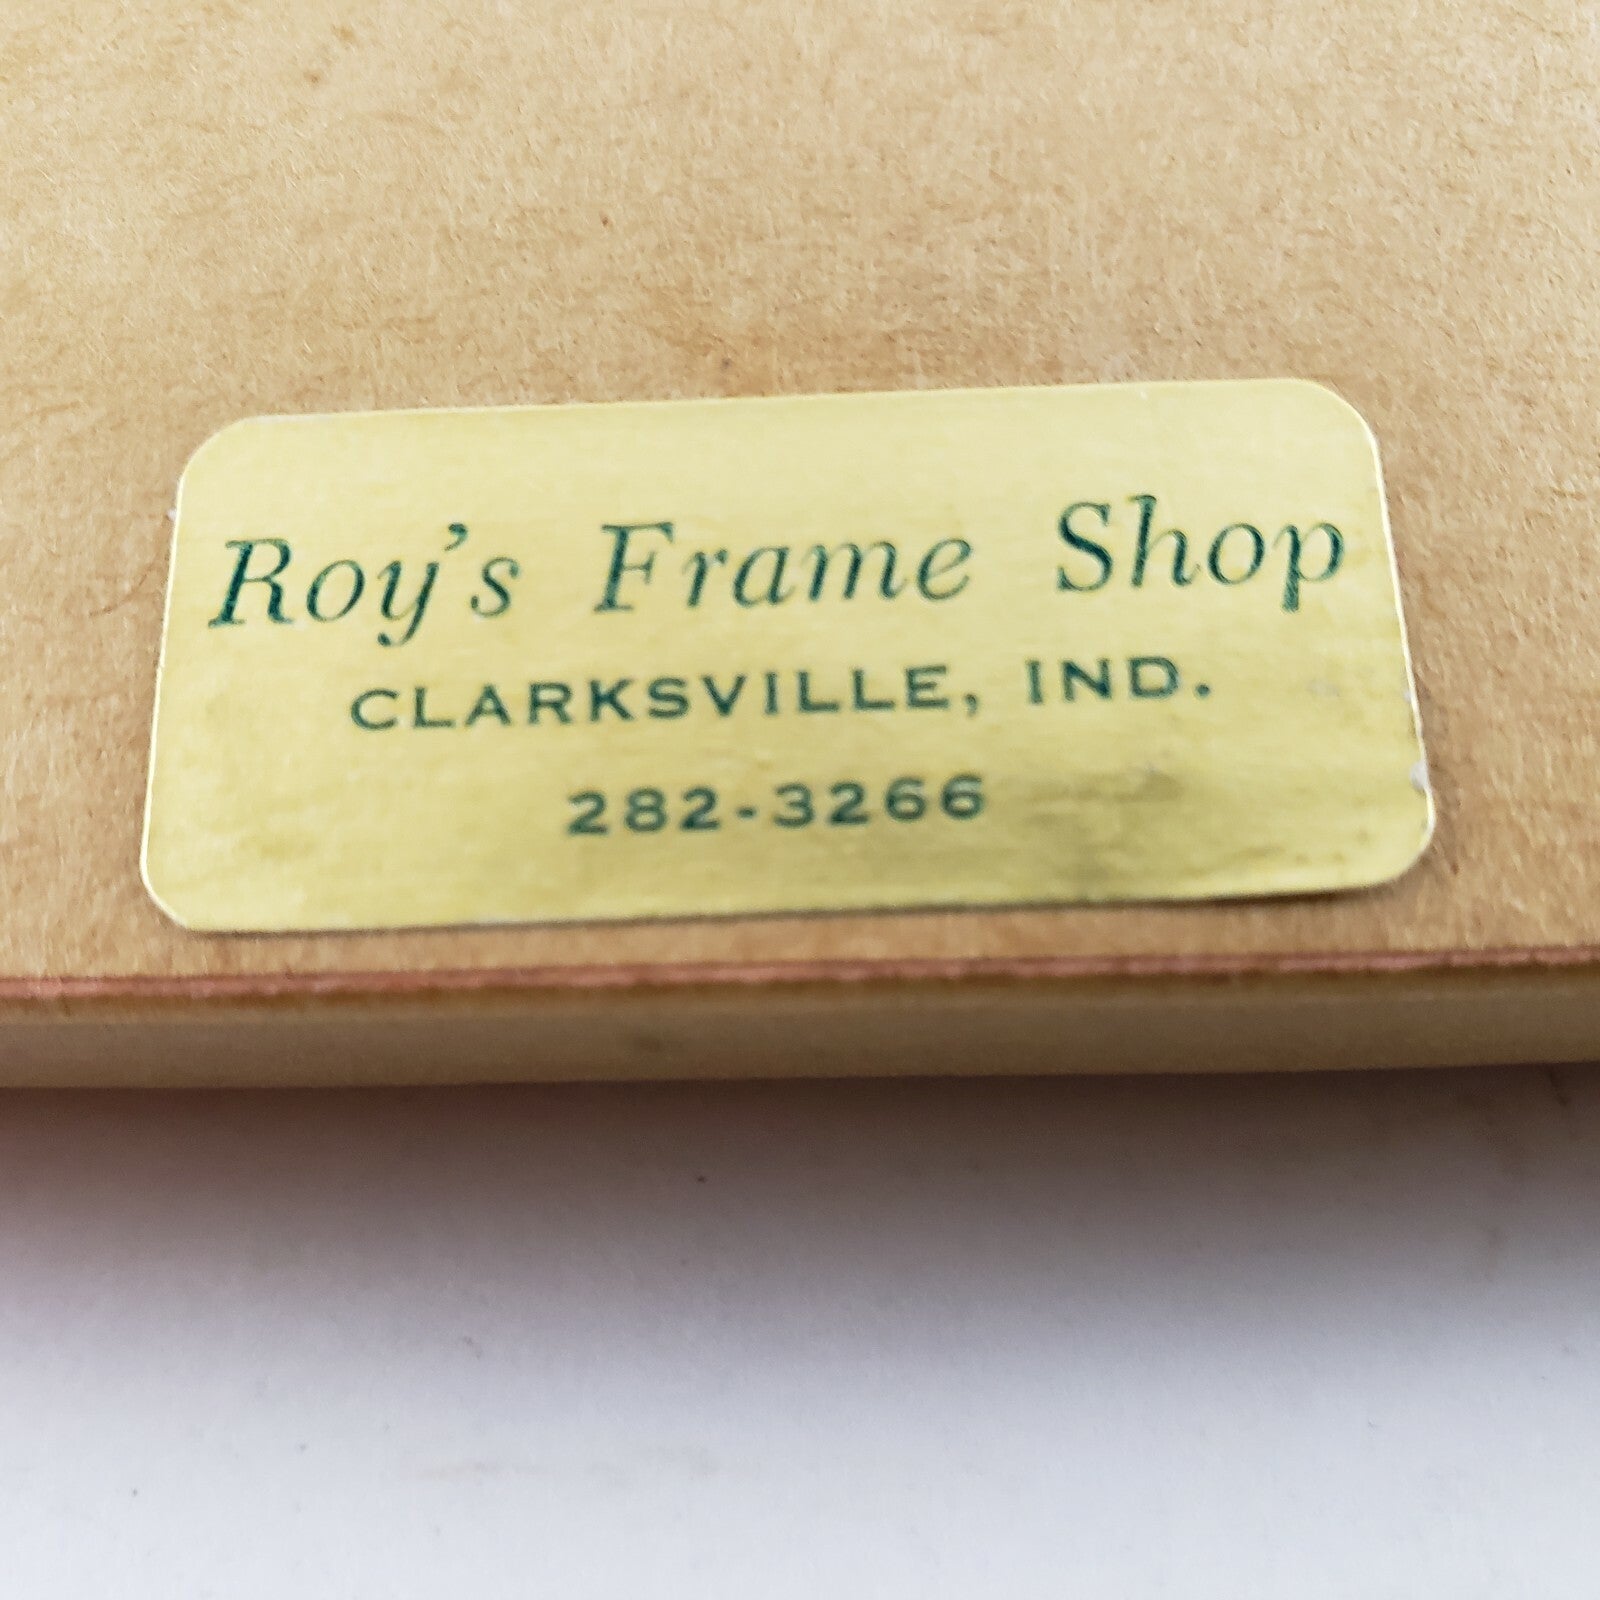 Roy's Frame Shop
CLARKSVILLE, IND.
282-3266